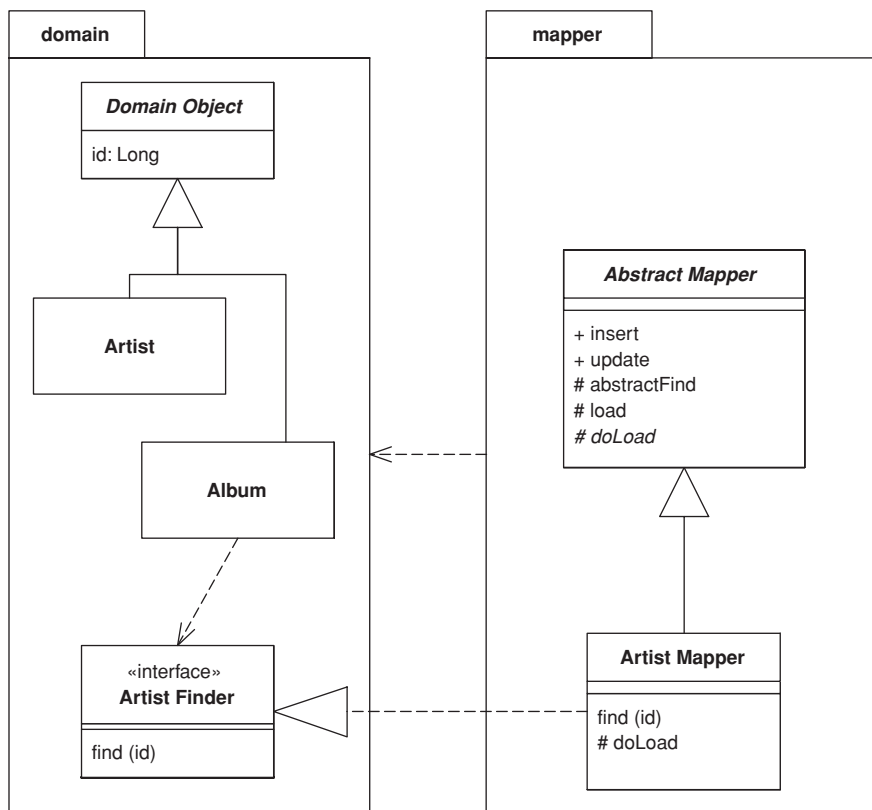 domain
Domain Object
id: Long
Artist
Album
«interface»
Artist Finder
find (id)
mapper
Abstract Mapper
+ insert
+ update
# abstractFind
# load
# doLoad
Artist Mapper
find (id)
# doLoad